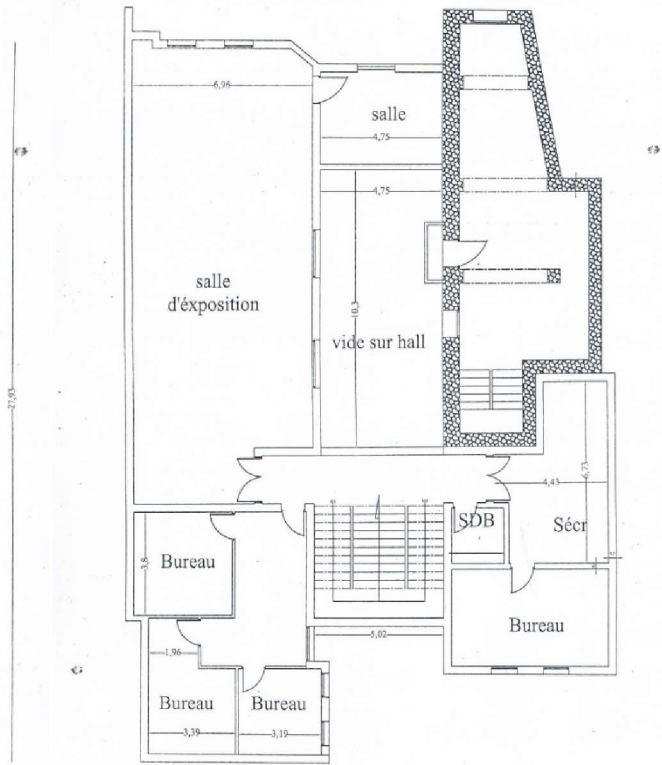 6,96
salle
4,75
4,75
salle
d'éxposition
10,3
vide sur hall
27,93
6,73
4,43
SDB
Sécr
3,8
Bureau
Bureau
5,02
1,96
Bureau
Bureau
3,39
3,19